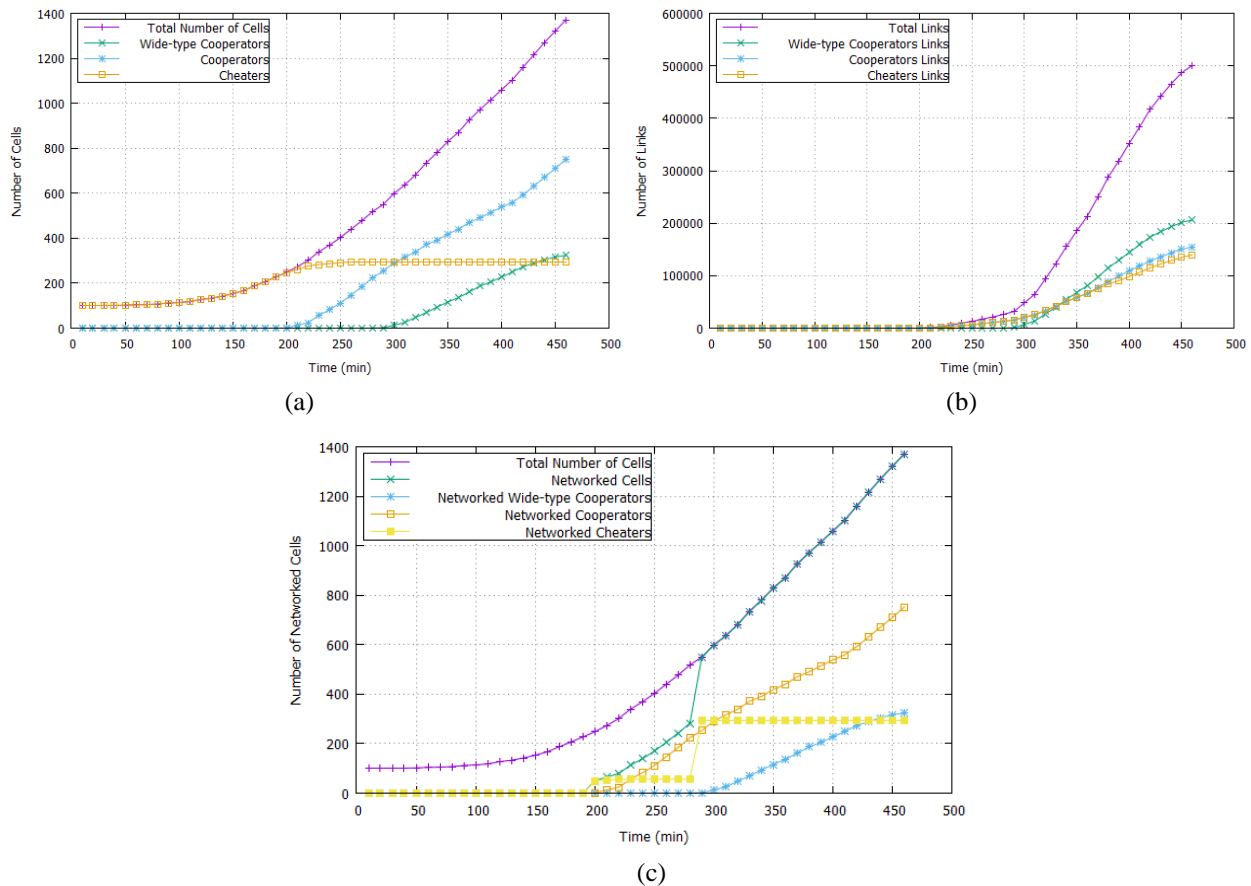 1400
1200
1000
800
600
400
200
0
0
50
100
150
200
250
300
350
400
450
500
Number of Cells
Time (min)
Total Number of Cells
Wide-type Cooperators
Cooperators
Cheaters
(a)
600000
500000
400000
300000
200000
100000
0
0
50
100
150
200
250
300
350
400
450
500
Number of Links
Time (min)
Total Links
Wide-type Cooperators Links
Cooperators Links
Cheaters Links
(b)
1400
1200
1000
800
600
400
200
0
0
50
100
150
200
250
300
350
400
450
500
Number of Networked Cells
Time (min)
Total Number of Cells
Networked Cells
Networked Wide-type Cooperators
Networked Cooperators
Networked Cheaters
(c)